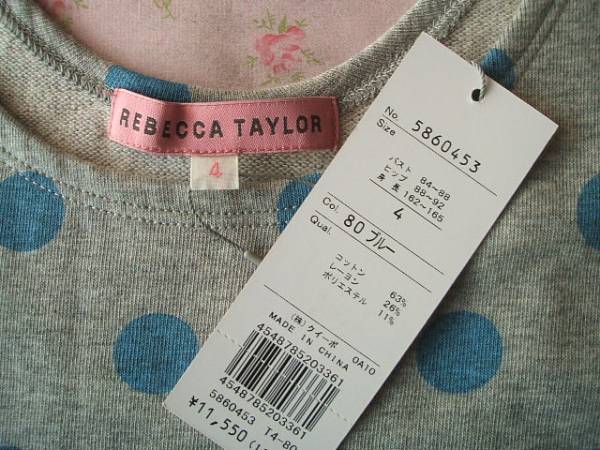 REBECCA TAYLOR
4
No. 5860453
Size
バスト 84~88
ヒップ 88~92
身長 162~165
4
Col. 80 ブルー
Qual.
コットン 63%
レーヨン 26%
ポリエステル 11%
(株)クイーポ 0A10
MADE IN CHINA
4548785203361
4548785203361
5860453 T4-80
¥11,550